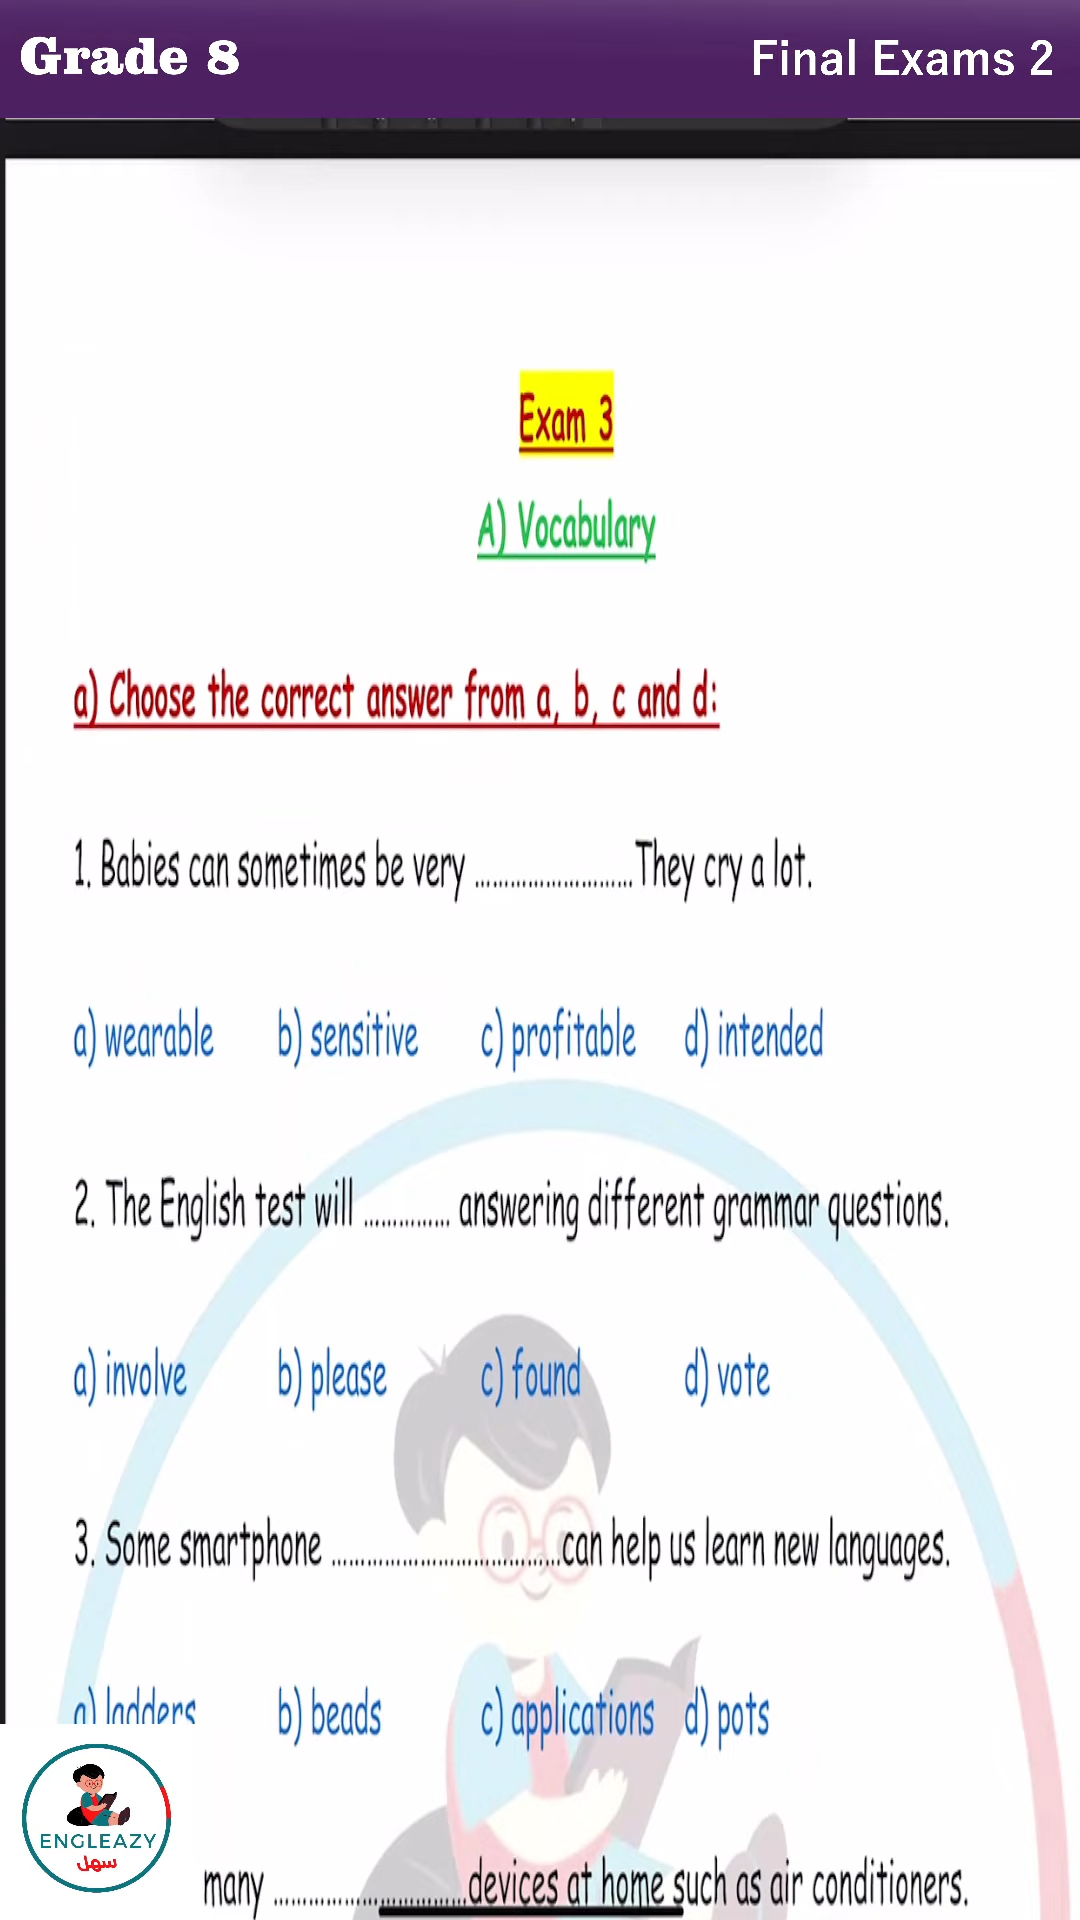 Grade 8
Final Exams 2
Exam 3
A) Vocabulary
a) Choose the correct answer from a, b, c and d:
1. Babies can sometimes be very ........................... They cry a lot.
a) wearable b) sensitive c) profitable d) intended
2. The English test will ............... answering different grammar questions.
a) involve b) please c) found d) vote
3. Some smartphone ....................................... can help us learn new languages.
a) ladders b) beads c) applications d) pots
many ................................. devices at home such as air conditioners.
ENGLEAZY
سهل